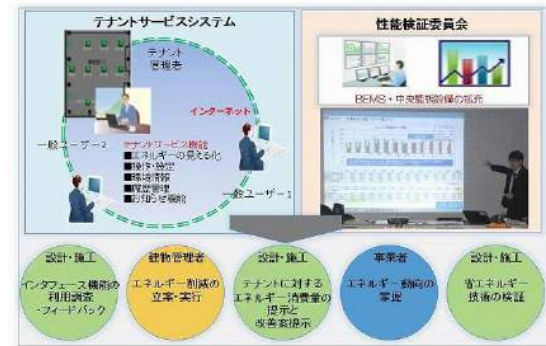 テナントサービスシステム
テナント
管理者
インターネット
一般ユーザー2
テナントサービス機能
■エネルギーの見える化
■操作・設定
■環境情報
■履歴管理
■お知らせ機能
一般ユーザー1
性能検証委員会
BEMS・中央監視設備の拡充
設計・施工
インタフェース機能の
利用調査
・フィードバック
建物管理者
エネルギー削減の
立案・実行
設計・施工
テナントに対する
エネルギー消費量の
提示と
改善案提示
事業者
エネルギー動向の
掌握
設計・施工
省エネルギー
技術の検証